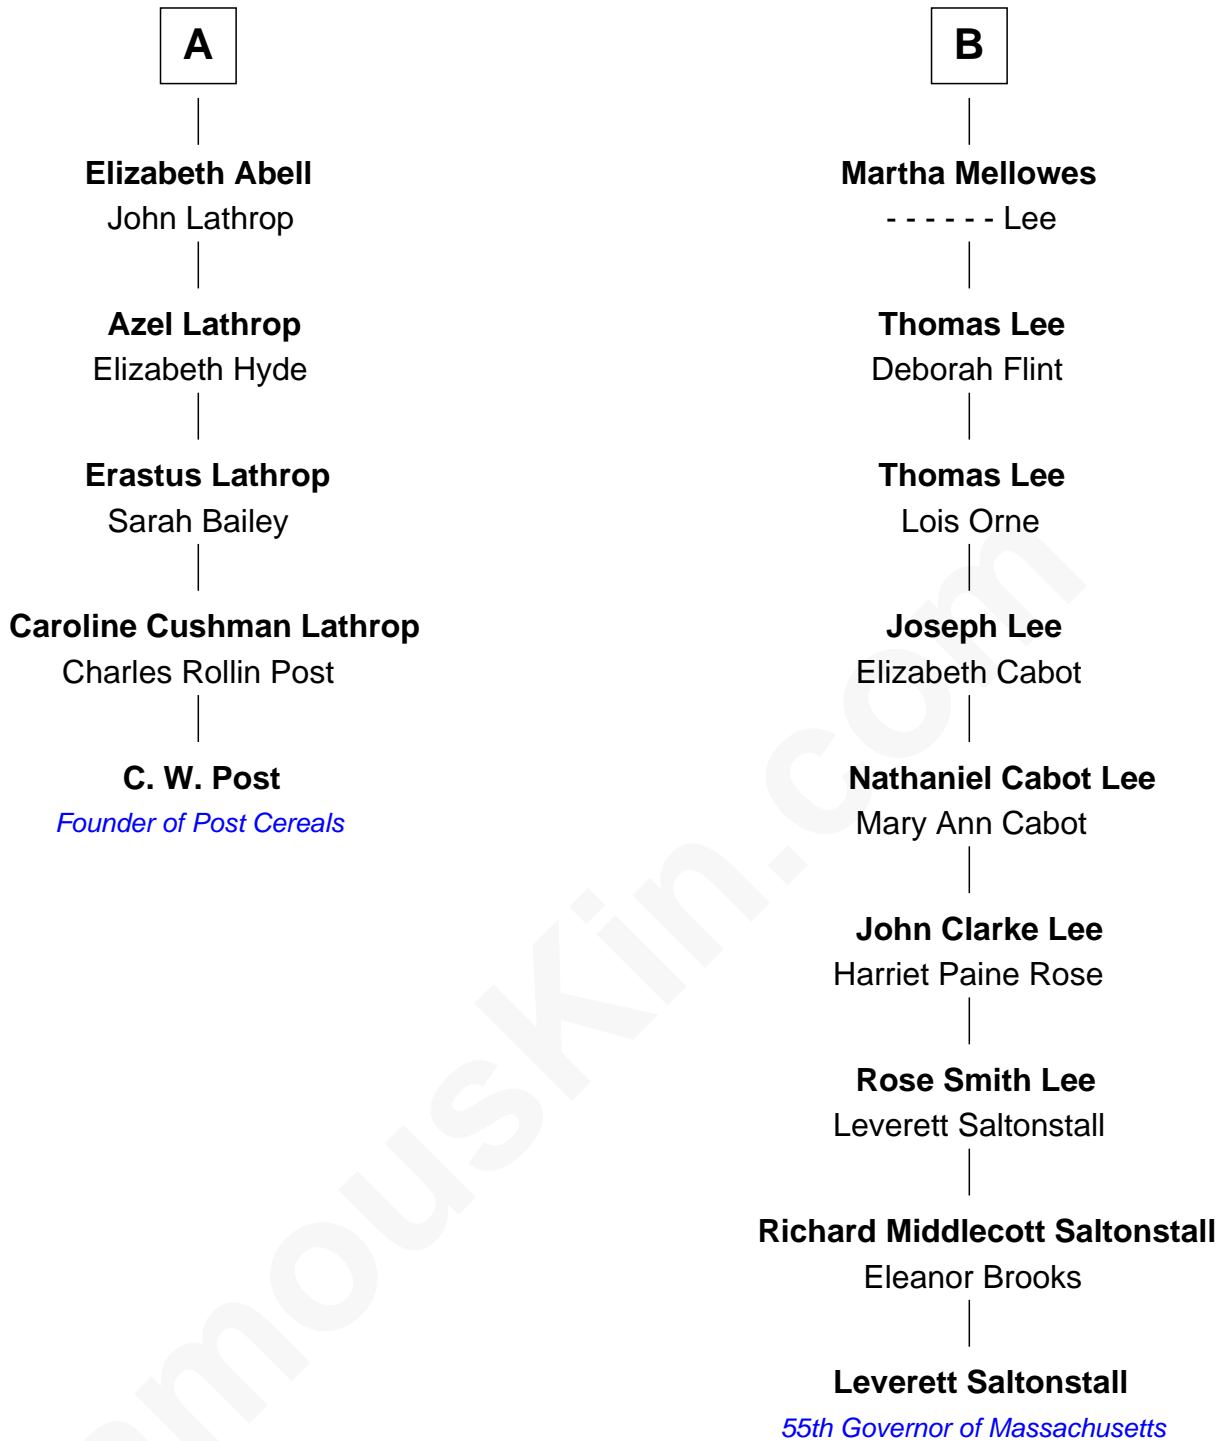 A
Elizabeth Abell
John Lathrop
Azel Lathrop
Elizabeth Hyde
Erastus Lathrop
Sarah Bailey
Caroline Cushman Lathrop
Charles Rollin Post
C. W. Post
Founder of Post Cereals
B
Martha Mellowes
- - - - - - Lee
Thomas Lee
Deborah Flint
Thomas Lee
Lois Orne
Joseph Lee
Elizabeth Cabot
Nathaniel Cabot Lee
Mary Ann Cabot
John Clarke Lee
Harriet Paine Rose
Rose Smith Lee
Leverett Saltonstall
Richard Middlecott Saltonstall
Eleanor Brooks
Leverett Saltonstall
55th Governor of Massachusetts
amousKin.com